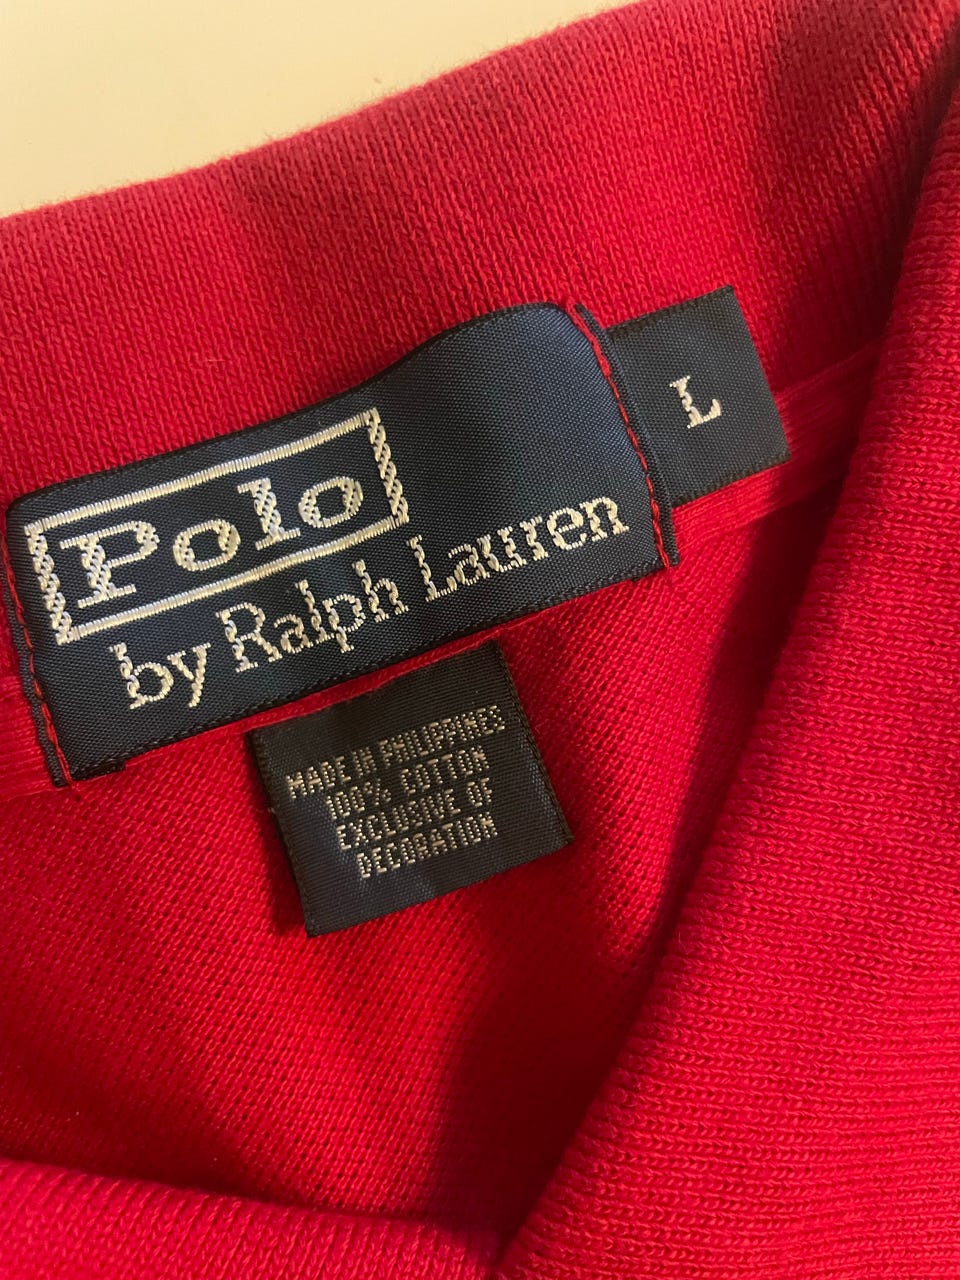 Polo
by Ralph Lauren
L
MADE IN PHILIPPINES
100% COTTON
EXCLUSIVE OF
DECORATION